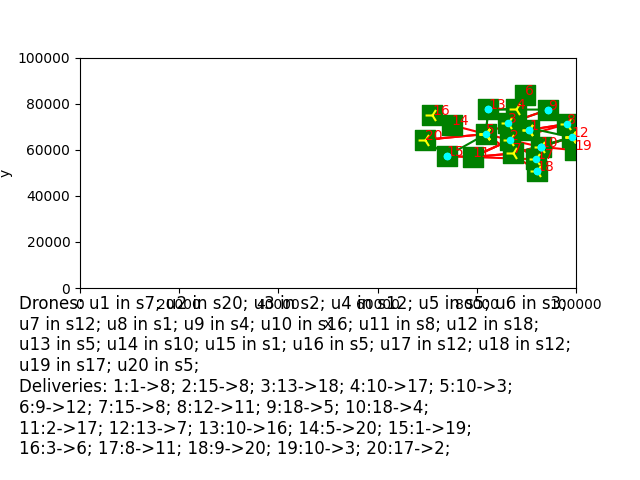 100000
80000
60000
40000
20000
0
y
0 20000 40000 60000 80000 100000
x
Drones: u1 in s7; u2 in s20; u3 in s2; u4 in s12; u5 in s5; u6 in s3;
u7 in s12; u8 in s1; u9 in s4; u10 in s16; u11 in s8; u12 in s18;
u13 in s5; u14 in s10; u15 in s1; u16 in s5; u17 in s12; u18 in s12;
u19 in s17; u20 in s5;
Deliveries: 1:1->8; 2:15->8; 3:13->18; 4:10->17; 5:10->3;
6:9->12; 7:15->8; 8:12->11; 9:18->5; 10:18->4;
11:2->17; 12:13->7; 13:10->16; 14:5->20; 15:1->19;
16:3->6; 17:8->11; 18:9->20; 19:10->3; 20:17->2;
14
12
19